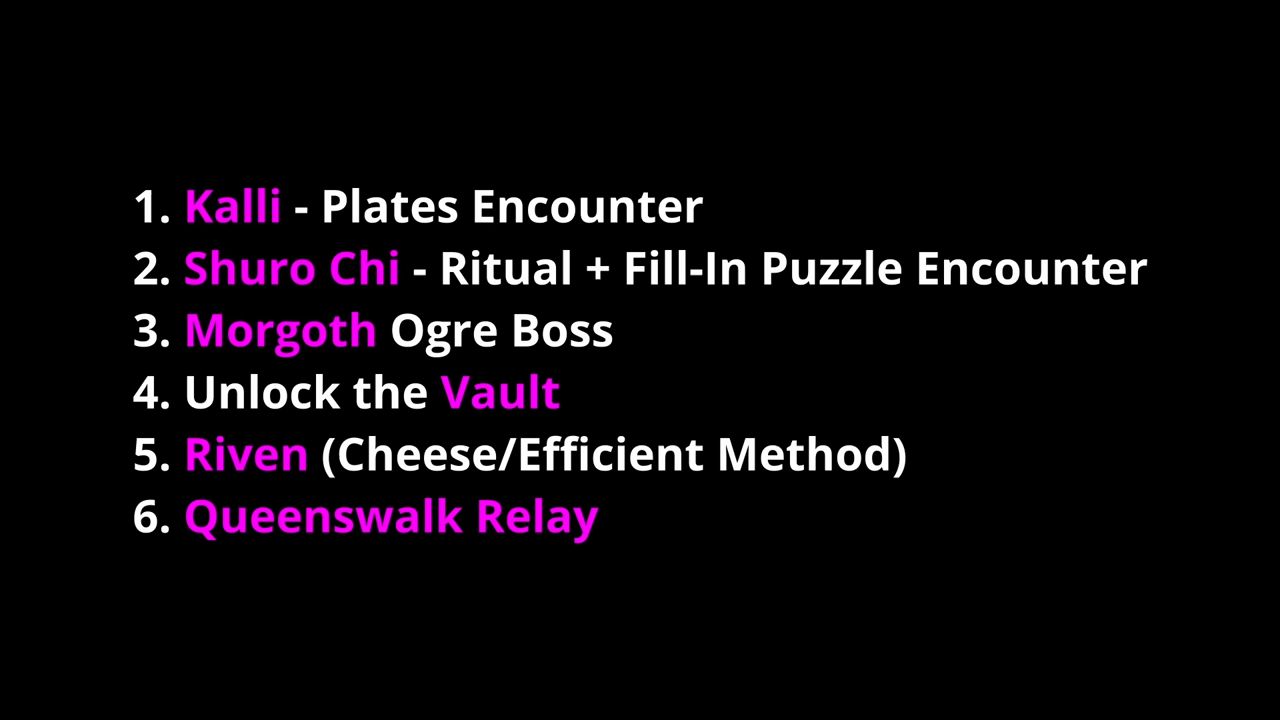 1. Kalli - Plates Encounter
2. Shuro Chi - Ritual + Fill-In Puzzle Encounter
3. Morgoth Ogre Boss
4. Unlock the Vault
5. Riven (Cheese/Efficient Method)
6. Queenswalk Relay